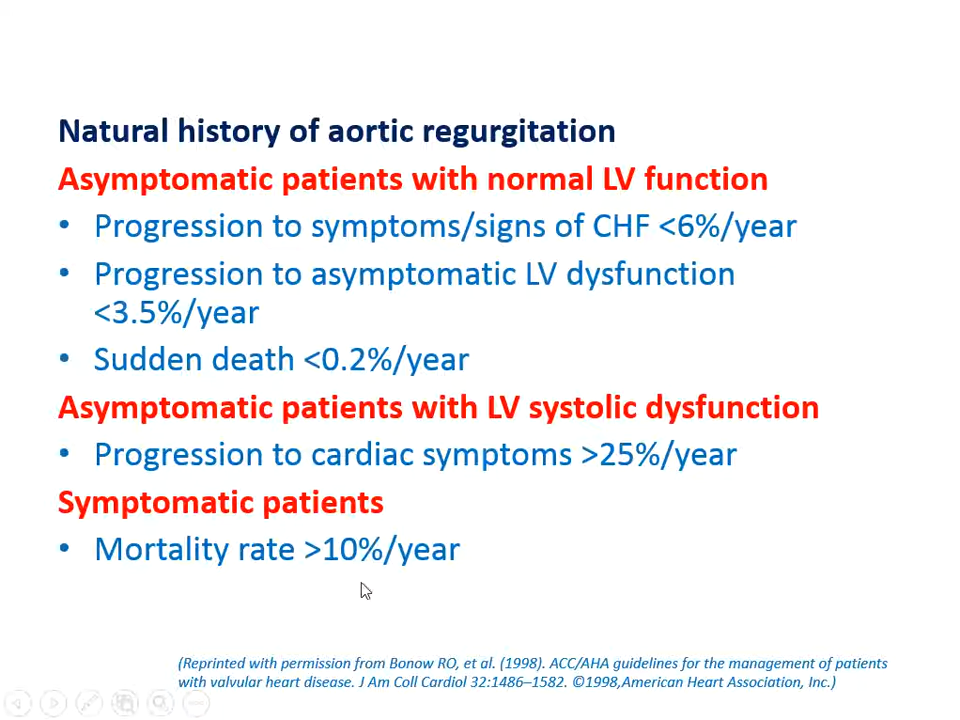 Natural history of aortic regurgitation
Asymptomatic patients with normal LV function
• Progression to symptoms/signs of CHF <6%/year
• Progression to asymptomatic LV dysfunction
<3.5%/year
• Sudden death <0.2%/year
Asymptomatic patients with LV systolic dysfunction
• Progression to cardiac symptoms >25%/year
Symptomatic patients
• Mortality rate >10%/year
(Reprinted with permission from Bonow RO, et al. (1998). ACC/AHA guidelines for the management of patients
with valvular heart disease. J Am Coll Cardiol 32:1486–1582. ©1998,American Heart Association, Inc.)